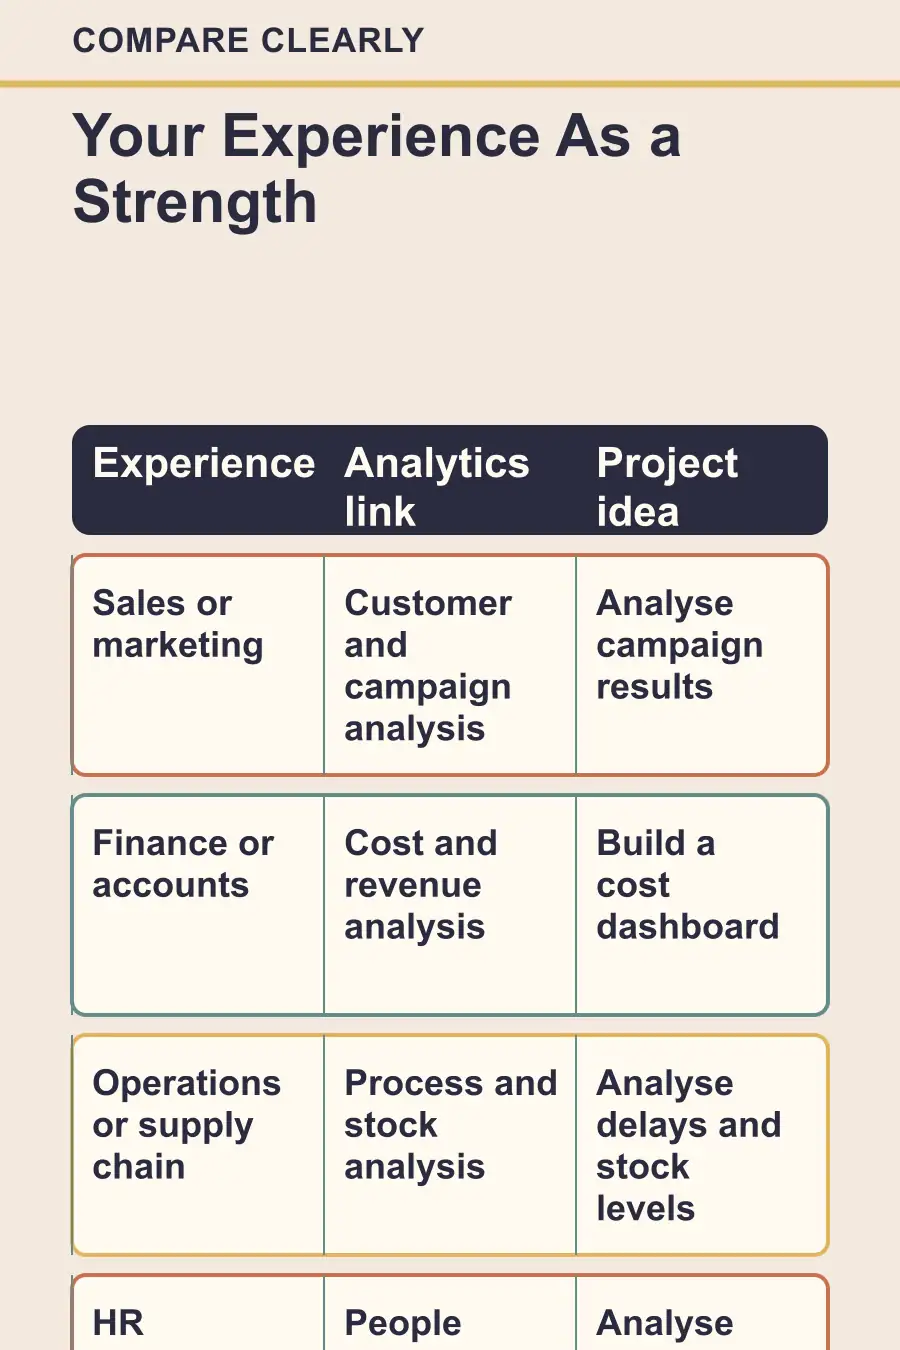 COMPARE CLEARLY
Your Experience As a
Strength
Experience
Analytics
link
Project
idea
Sales or
marketing
Customer
and
campaign
analysis
Analyse
campaign
results
Finance or
accounts
Cost and
revenue
analysis
Build a
cost
dashboard
Operations
or supply
chain
Process and
stock
analysis
Analyse
delays and
stock
levels
HR
People
Analyse